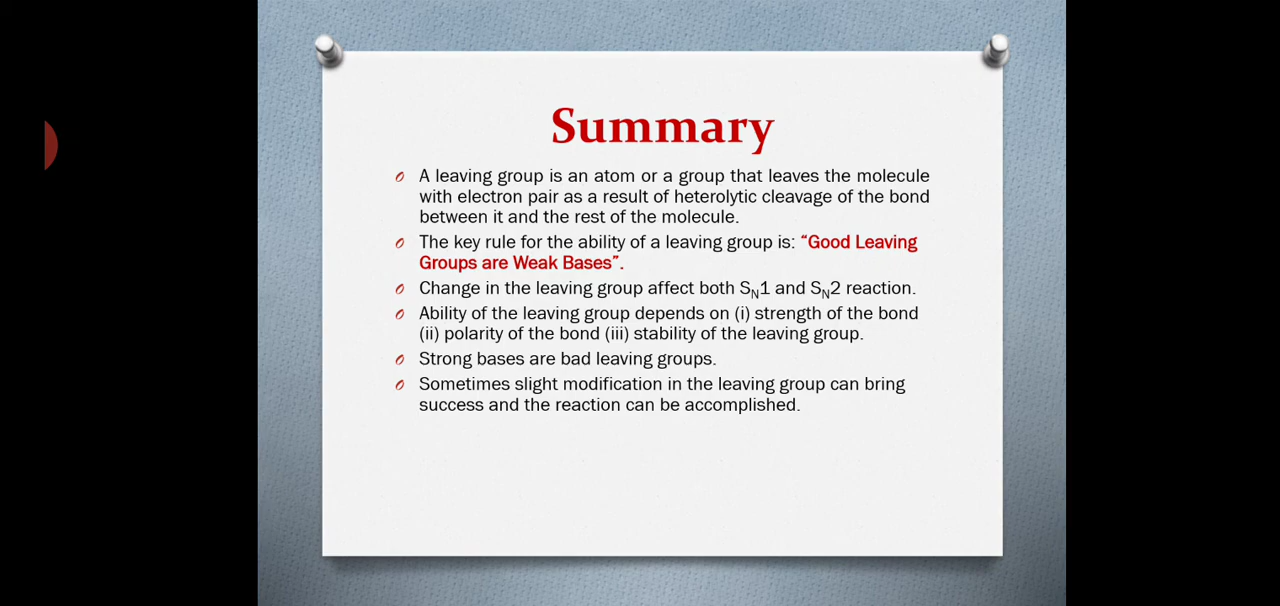 Summary
A leaving group is an atom or a group that leaves the molecule
with electron pair as a result of heterolytic cleavage of the bond
between it and the rest of the molecule.
The key rule for the ability of a leaving group is: “Good Leaving
Groups are Weak Bases”.
Change in the leaving group affect both SN1 and SN2 reaction.
Ability of the leaving group depends on (i) strength of the bond
(ii) polarity of the bond (iii) stability of the leaving group.
Strong bases are bad leaving groups.
Sometimes slight modification in the leaving group can bring
success and the reaction can be accomplished.